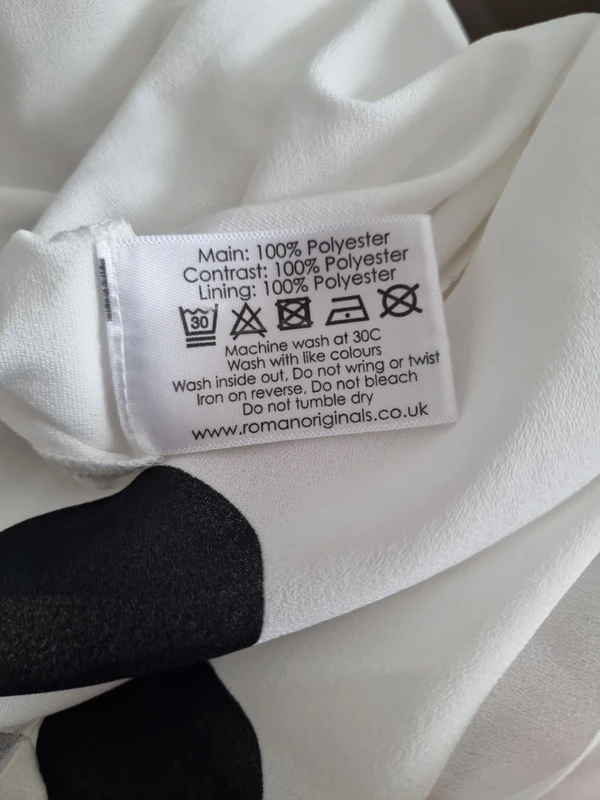 Main: 100% Polyester
Contrast: 100% Polyester
Lining: 100% Polyester
30
Machine wash at 30C
Wash with like colours
Wash inside out, Do not wring or twist
Iron on reverse, Do not bleach
Do not tumble dry
www.romanoriginals.co.uk